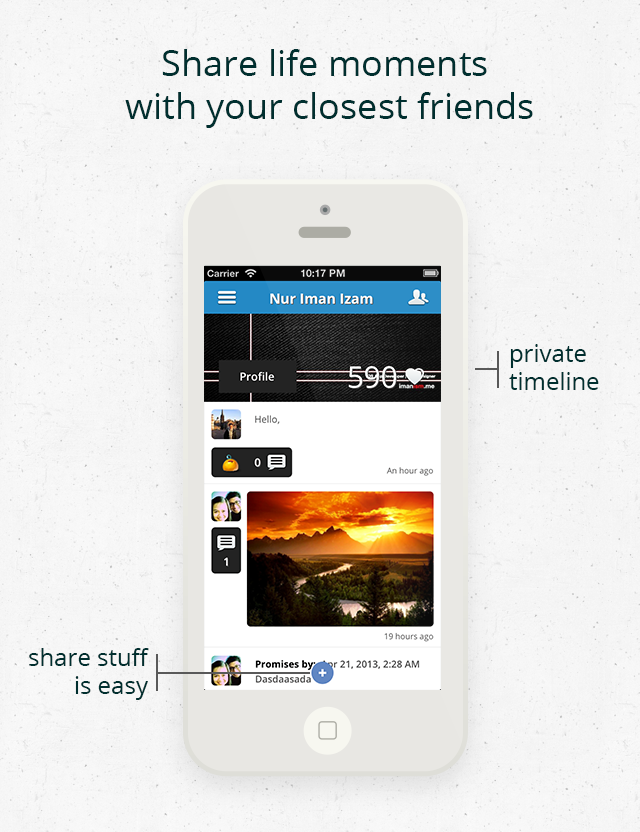 Share life moments
with your closest friends
Carrier 10:17 PM
Nur Iman Izam
Profile
590
imaniam.me
private
timeline
Hello,
0
An hour ago
1
19 hours ago
share stuff
is easy
Promises by: Apr 21, 2013, 2:28 AM
Dasdaasada